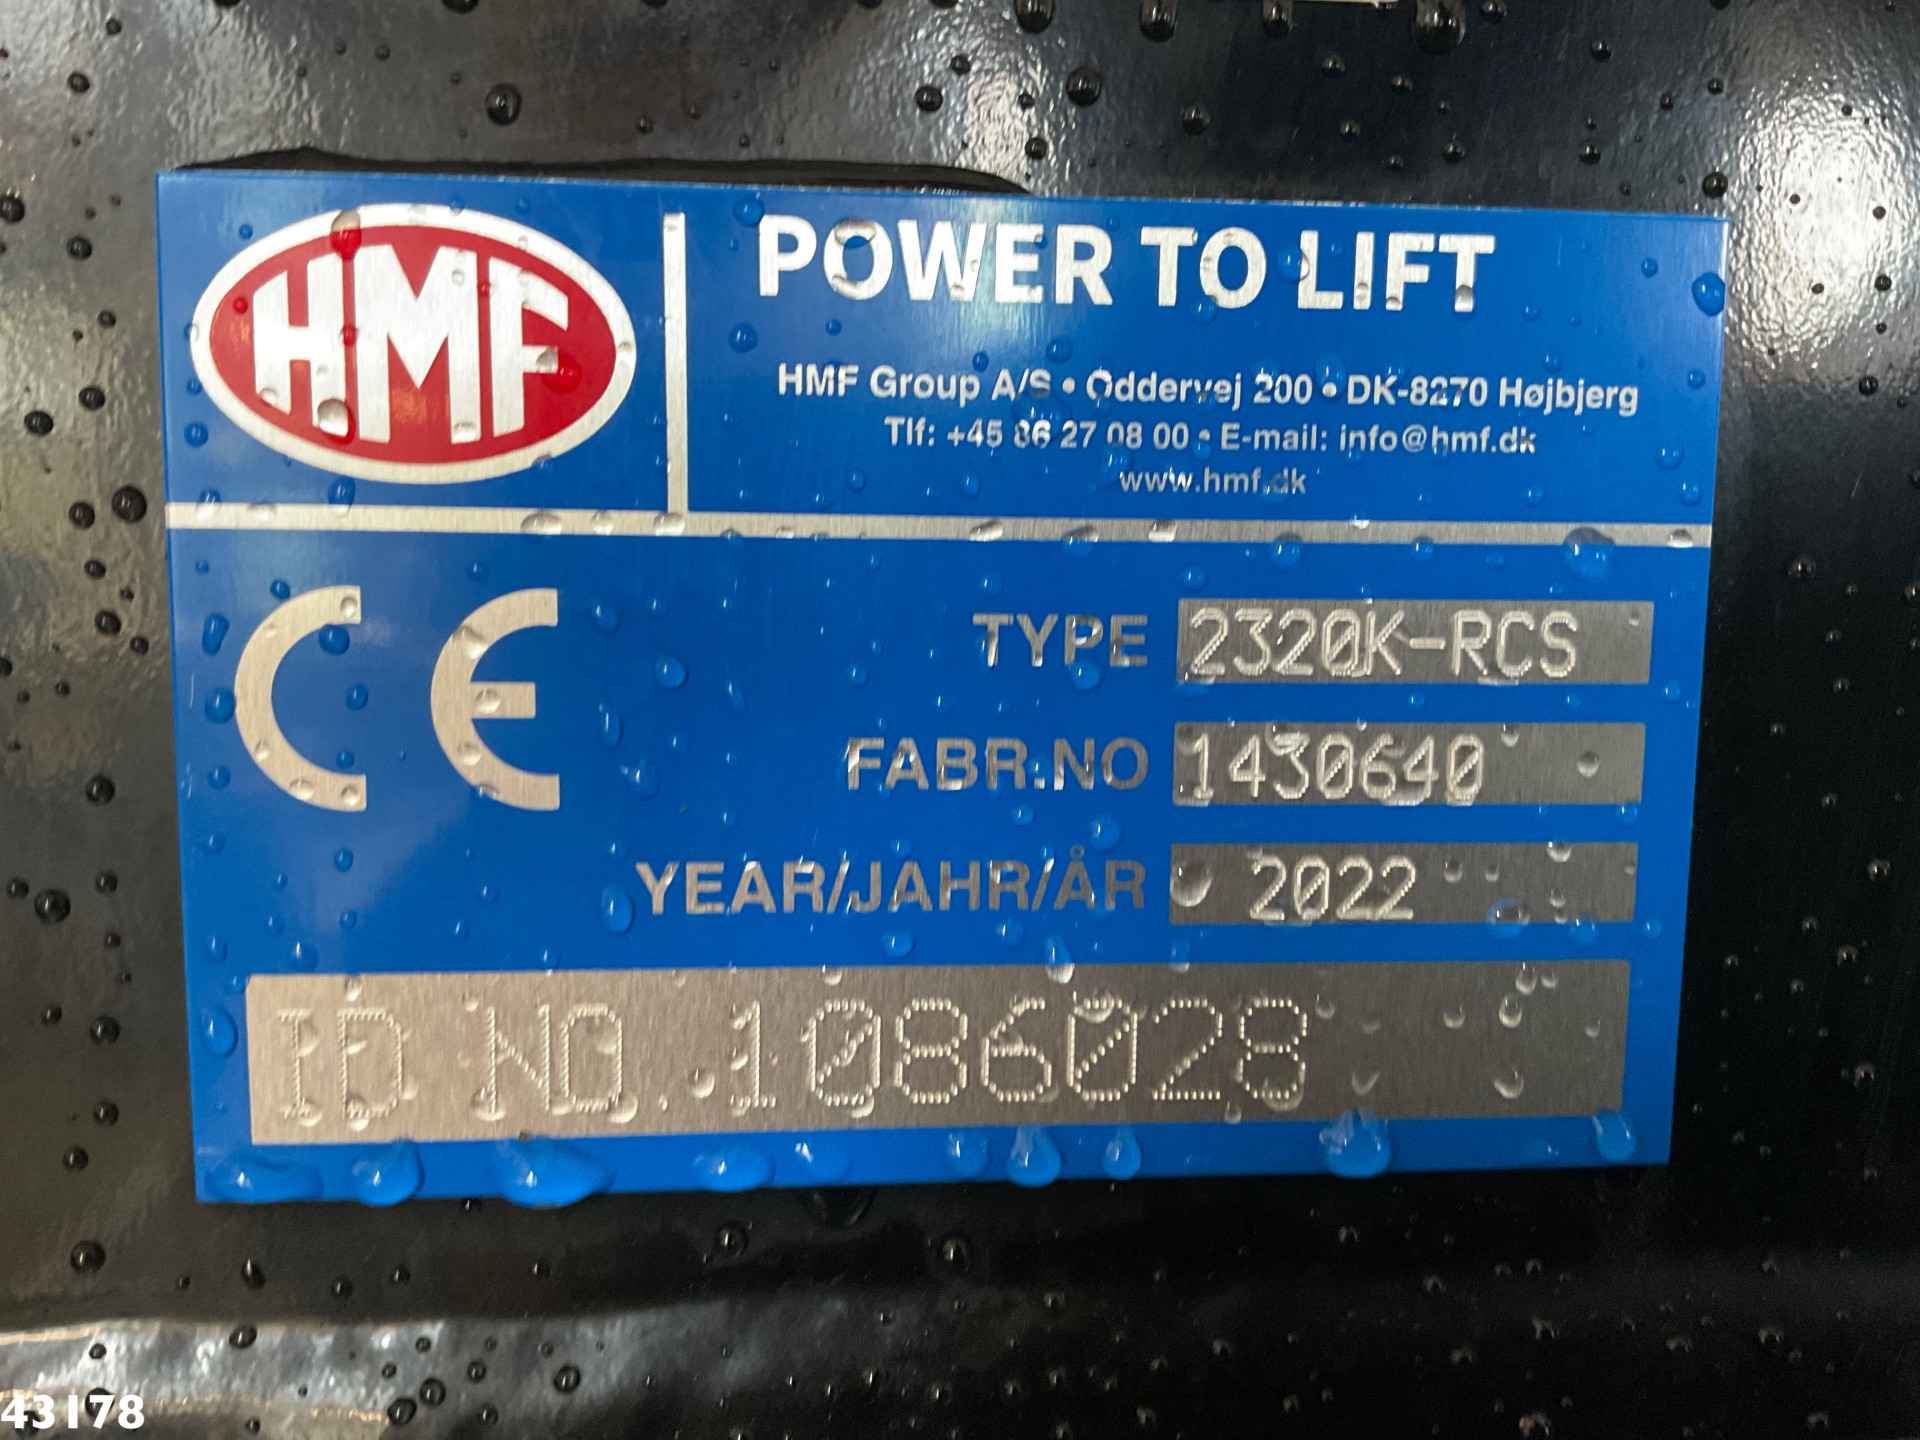 HMF
POWER TO LIFT
HMF Group A/S • Oddervej 200 • DK-8270 Højbjerg
Tlf: +45 86 27 08 00 • E-mail: info@hmf.dk
www.hmf.dk
CE
TYPE 2320K-RCS
FABR.NO 1430640
YEAR/JAHR/ÅR 2022
ID NO. 1086028
43178